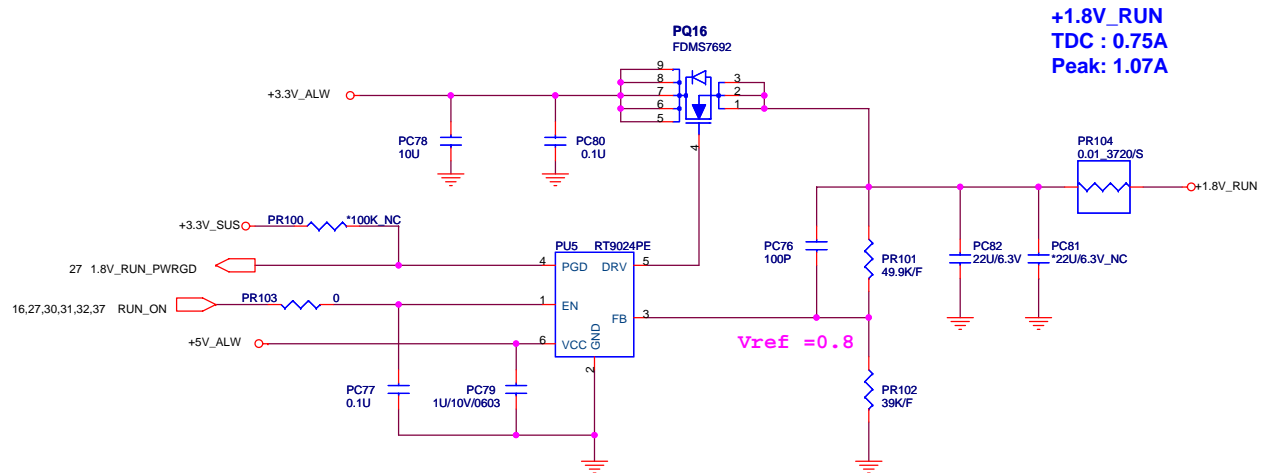 +1.8V_RUN
TDC : 0.75A
Peak: 1.07A
PQ16
FDMS7692
9
8
7
6
5
3
2
1
4
+3.3V_ALW
PC78
10U
PC80
0.1U
PR104
0.01_3720/S
+1.8V_RUN
+3.3V_SUS
PR100
*100K_NC
PC76
100P
PR101
49.9K/F
PC82
22U/6.3V
PC81
*22U/6.3V_NC
PU5
RT9024PE
27 1.8V_RUN_PWRGD
4
PGD
DRV
5
16,27,30,31,32,37 RUN_ON
PR103
0
1
EN
FB
3
Vref =0.8
+5V_ALW
6
VCC
GND
2
PC77
0.1U
PC79
1U/10V/0603
PR102
39K/F